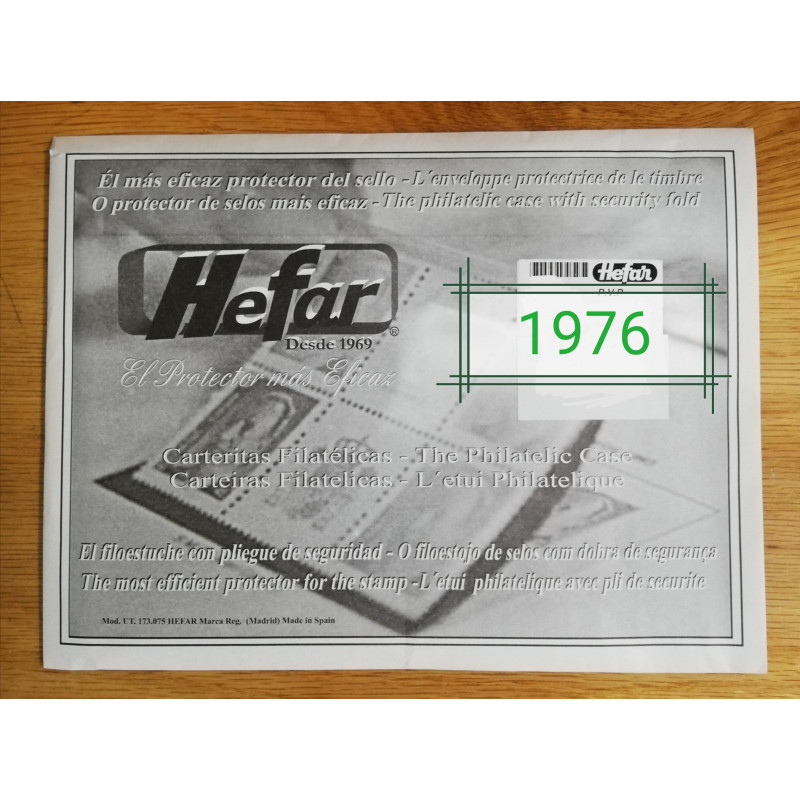 Él más eficaz protector del sello - L´enveloppe protectrice de le timbre
O protector de selos mais eficaz - The philatelic case with security fold
Hefar
®
Desde 1969
El Protector más Eficaz
Hefar
P.V.P.
1976
Carteritas Filatélicas - The Philatelic Case
Carteiras Filatelicas - L´etui Philatelique
El filoestuche con pliegue de seguridad - O filoestojo de selos com dobra de segurança
The most efficient protector for the stamp - L´etui philatelique avec pli de securite
Mod. UT. 173.075 HEFAR Marca Reg. (Madrid) Made in Spain